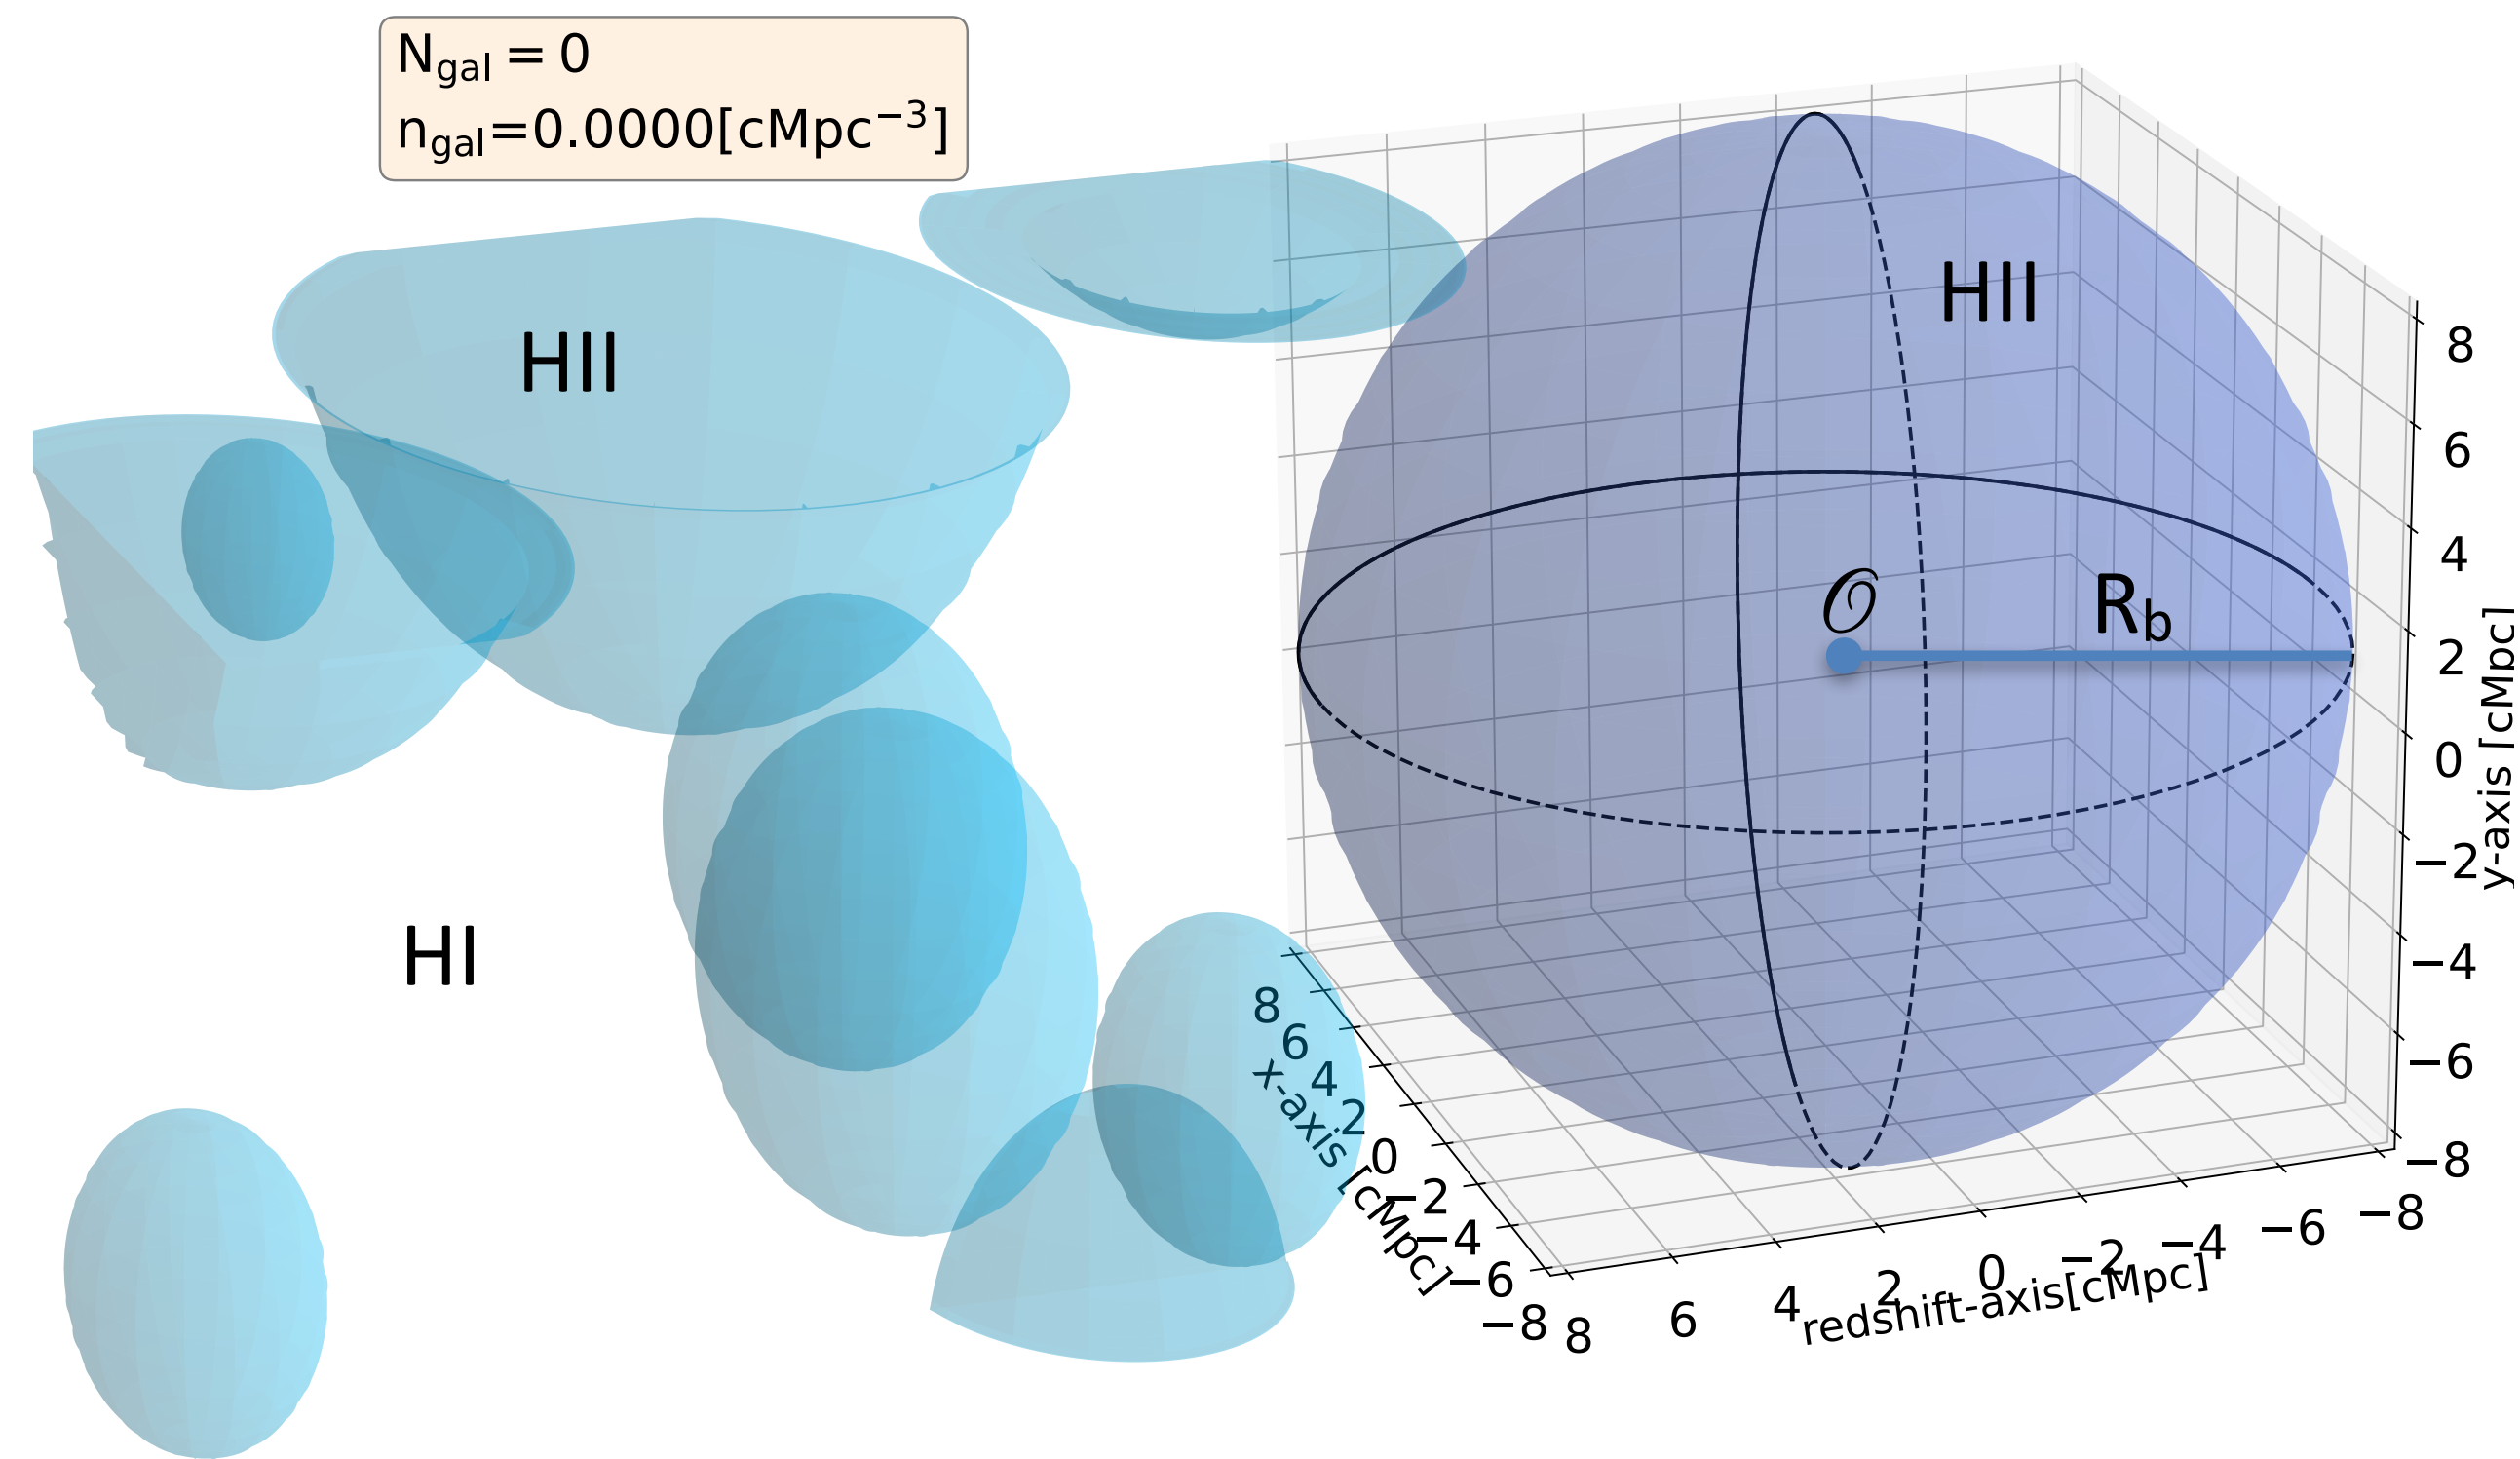 N_gal = 0
n_gal=0.0000[cMpc⁻³]
HII
HII
𝒪
R_b
HI
8
6
4
2
0
−2
−4
−6
−8
y-axis [cMpc]
8
6
4
2
0
−2
−4
−6
−8
x-axis [cMpc]
8
6
4
2
0
−2
−4
−6
−8
redshift-axis[cMpc]